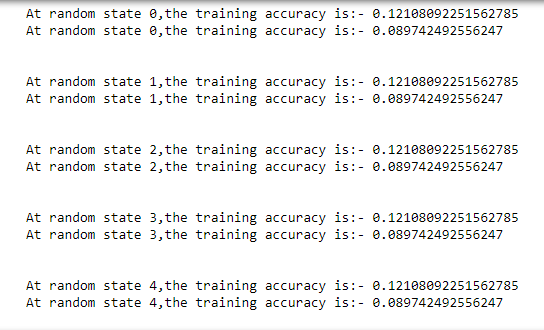 At random state 0,the training accuracy is:- 0.12108092251562785
At random state 0,the training accuracy is:- 0.089742492556247
At random state 1,the training accuracy is:- 0.12108092251562785
At random state 1,the training accuracy is:- 0.089742492556247
At random state 2,the training accuracy is:- 0.12108092251562785
At random state 2,the training accuracy is:- 0.089742492556247
At random state 3,the training accuracy is:- 0.12108092251562785
At random state 3,the training accuracy is:- 0.089742492556247
At random state 4,the training accuracy is:- 0.12108092251562785
At random state 4,the training accuracy is:- 0.089742492556247